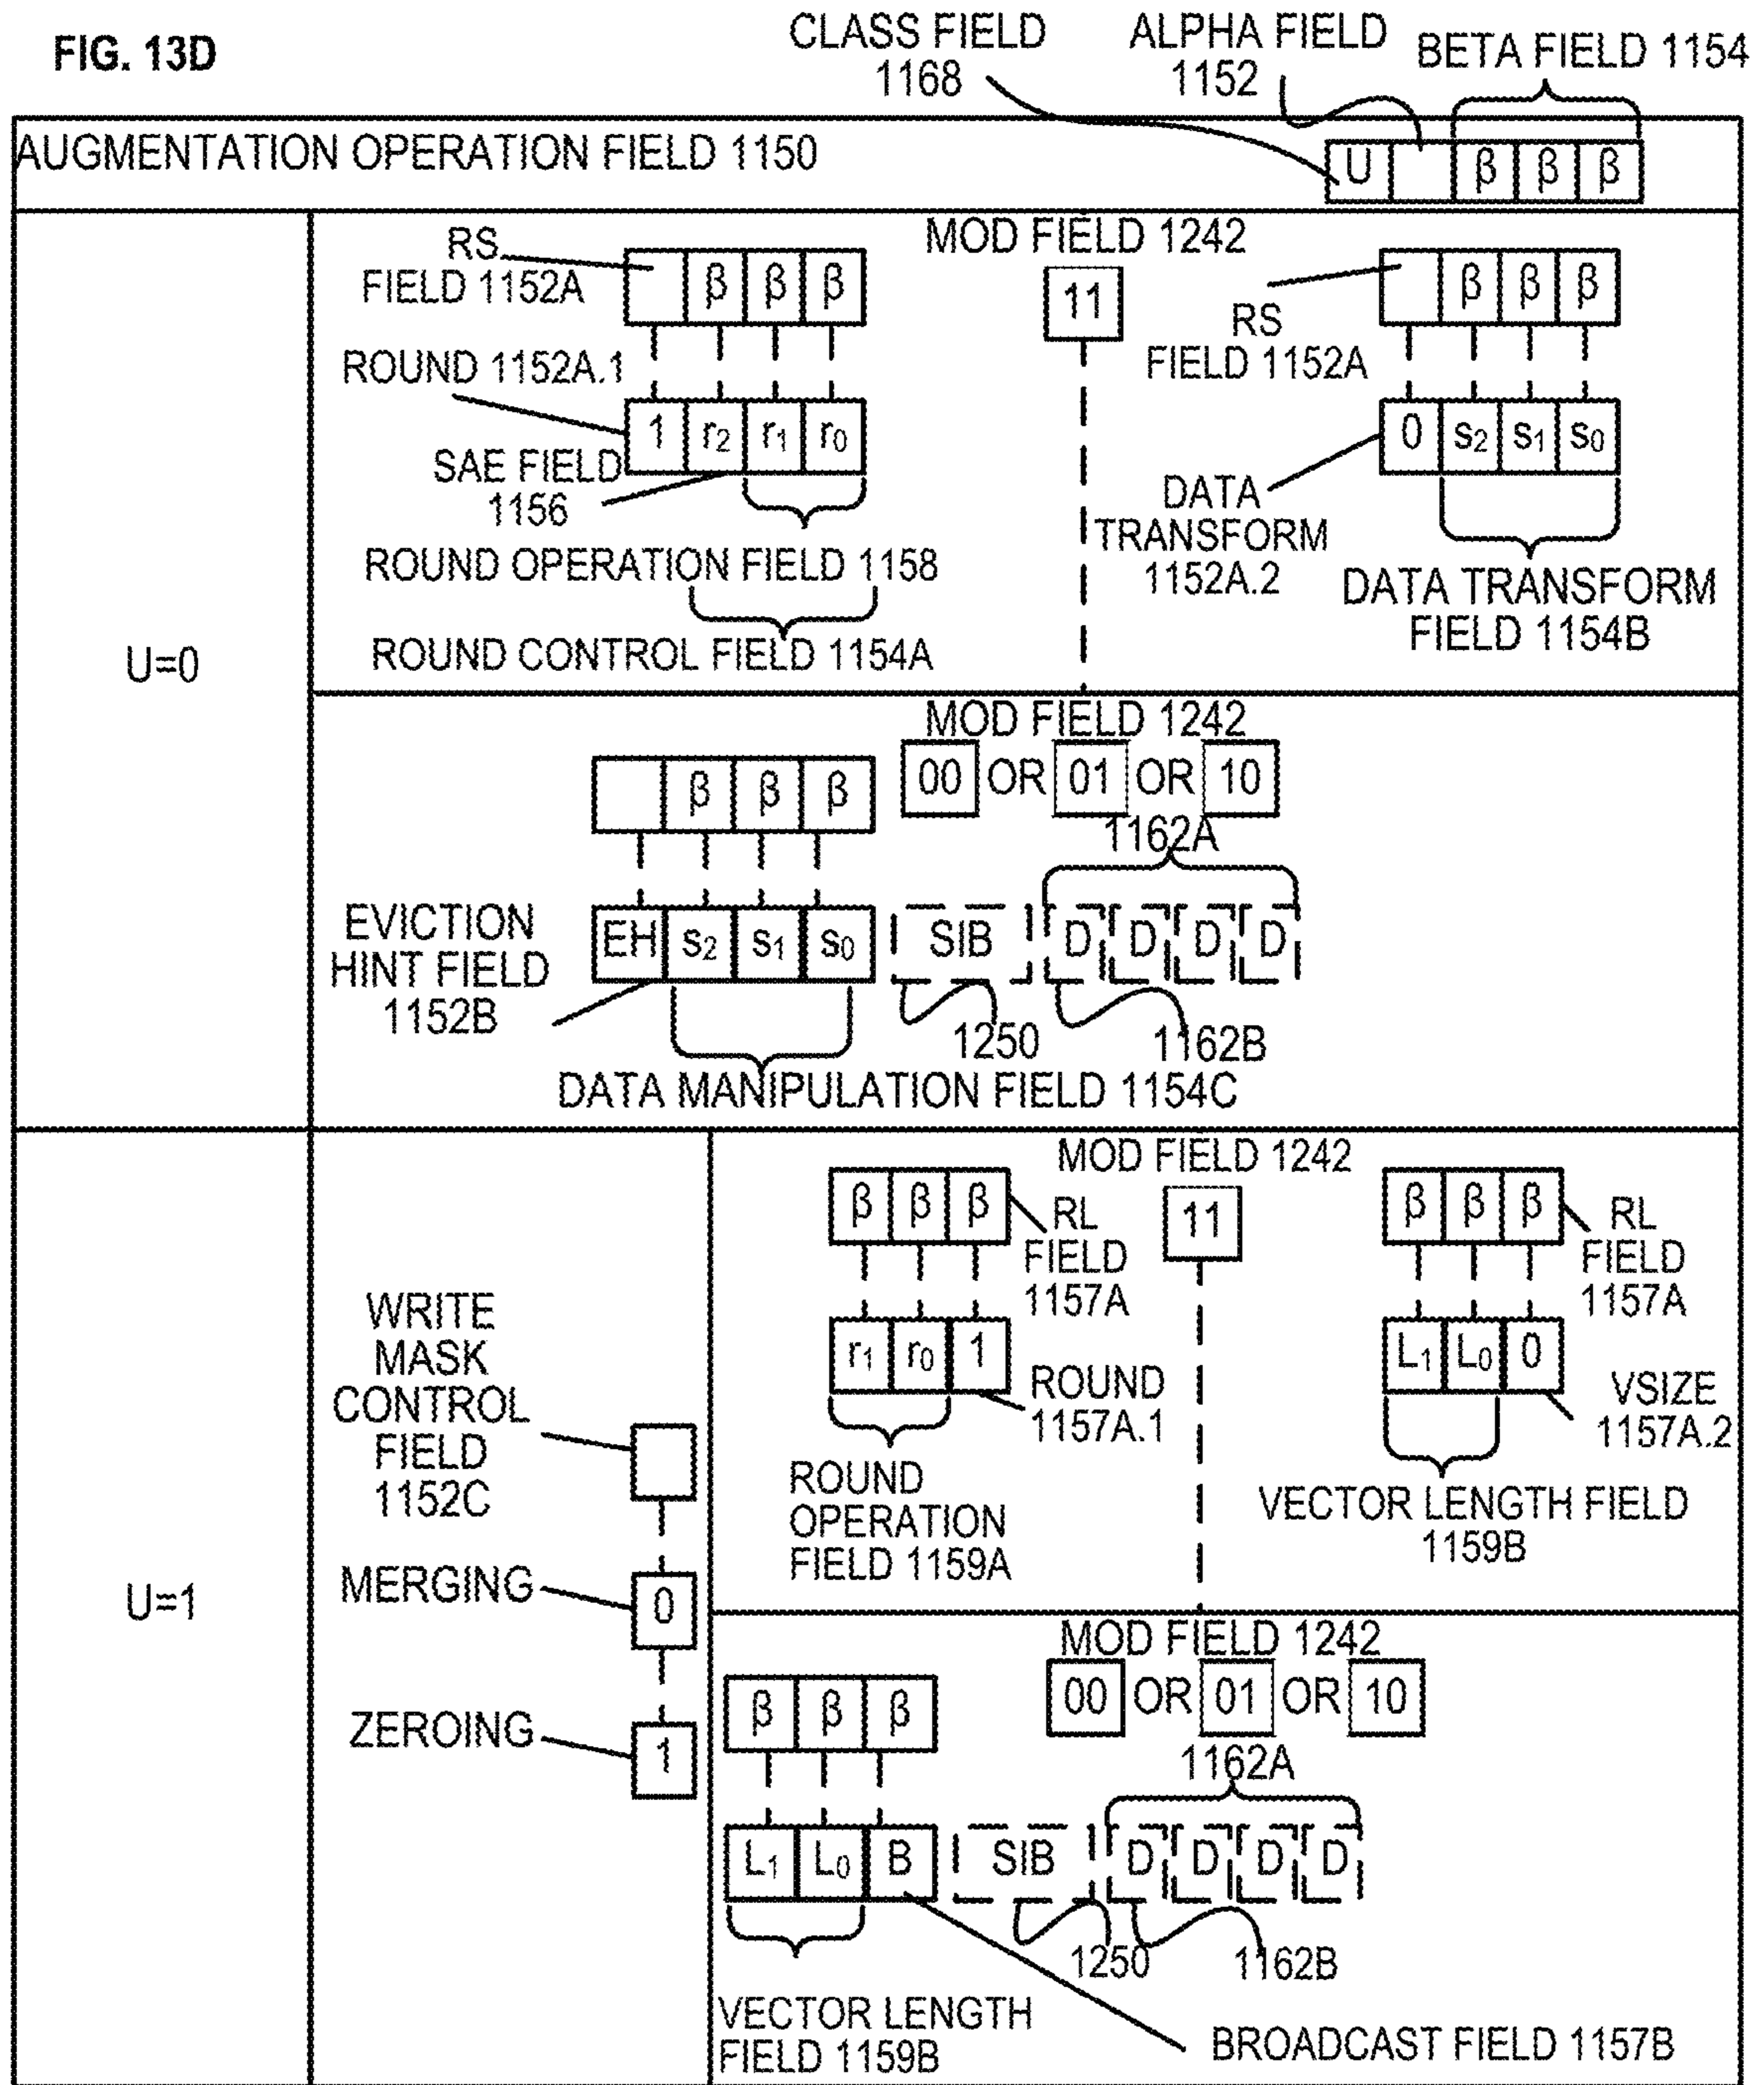 FIG. 13D
CLASS FIELD
1168
ALPHA FIELD
1152
BETA FIELD 1154
AUGMENTATION OPERATION FIELD 1150
U β β β
U=0
MOD FIELD 1242
11
RS
FIELD 1152A
β β β
ROUND 1152A.1
1 r₂ r₁ r₀
SAE FIELD
1156
ROUND OPERATION FIELD 1158
ROUND CONTROL FIELD 1154A
β β β
RS
FIELD 1152A
0 s₂ s₁ s₀
DATA
TRANSFORM
1152A.2
DATA TRANSFORM
FIELD 1154B
MOD FIELD 1242
00 OR 01 OR 10
β β β
1162A
EVICTION
HINT FIELD
1152B
EH s₂ s₁ s₀ SIB D D D D
1250
1162B
DATA MANIPULATION FIELD 1154C
U=1
WRITE
MASK
CONTROL
FIELD
1152C
MERGING
0
ZEROING
1
MOD FIELD 1242
11
β β β
RL
FIELD
1157A
r₁ r₀ 1
ROUND
1157A.1
ROUND
OPERATION
FIELD 1159A
β β β
RL
FIELD
1157A
L₁ L₀ 0
VSIZE
1157A.2
VECTOR LENGTH FIELD
1159B
MOD FIELD 1242
00 OR 01 OR 10
β β β
1162A
L₁ L₀ B SIB D D D D
1250
1162B
VECTOR LENGTH
FIELD 1159B
BROADCAST FIELD 1157B